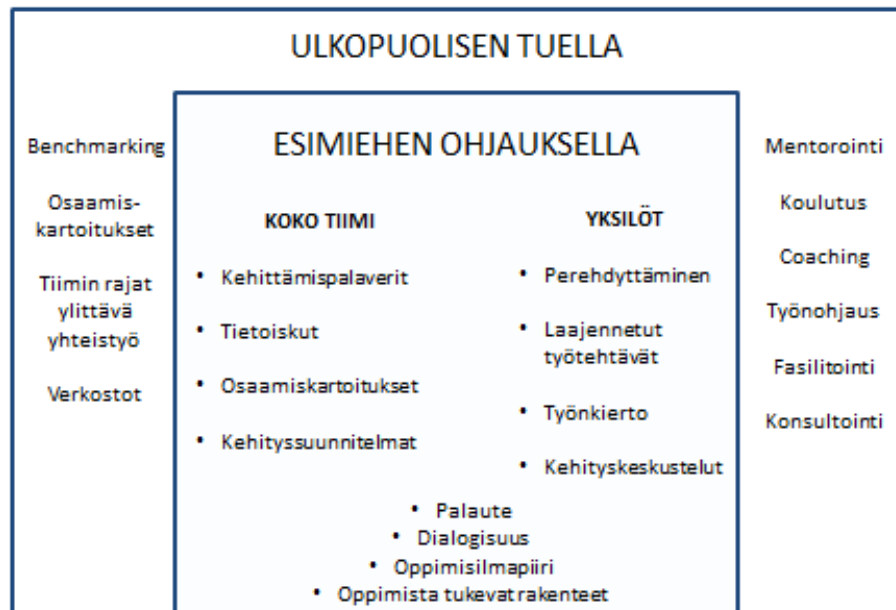 ULKOPUOLISEN TUELLA
Benchmarking
Osaamis-
kartoitukset
Tiimin rajat
ylittävä
yhteistyö
Verkostot
ESIMIEHEN OHJAUKSELLA
KOKO TIIMI
• Kehittämispalaverit
• Tietoiskut
• Osaamiskartoitukset
• Kehityssuunnitelmat
YKSILÖT
• Perehdyttäminen
• Laajennetut
työtehtävät
• Työnkierto
• Kehityskeskustelut
• Palaute
• Dialogisuus
• Oppimisilmapiiri
• Oppimista tukevat rakenteet
Mentorointi
Koulutus
Coaching
Työnohjaus
Fasilitointi
Konsultointi